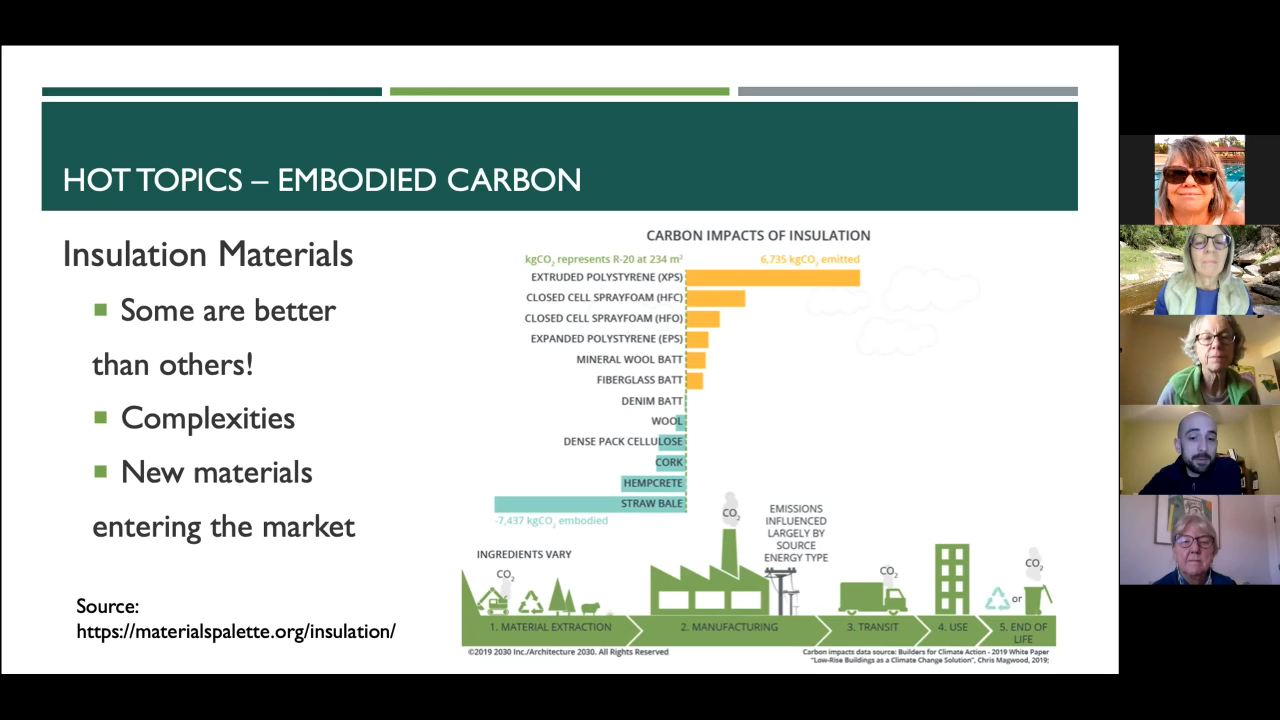 HOT TOPICS – EMBODIED CARBON
Insulation Materials
Some are better
than others!
Complexities
New materials
entering the market
Source:
https://materialspalette.org/insulation/
CARBON IMPACTS OF INSULATION
kgCO2 represents R-20 at 234 m²
6,735 kgCO2 emitted
EXTRUDED POLYSTYRENE (XPS)
CLOSED CELL SPRAYFOAM (HFC)
CLOSED CELL SPRAYFOAM (HFO)
EXPANDED POLYSTYRENE (EPS)
MINERAL WOOL BATT
FIBERGLASS BATT
DENIM BATT
WOOL
DENSE PACK CELLULOSE
CORK
HEMPCRETE
STRAW BALE
-7,437 kgCO2 embodied
INGREDIENTS VARY
CO2
CO2
EMISSIONS
INFLUENCED
LARGELY BY
SOURCE
ENERGY TYPE
CO2
CO2
or
1. MATERIAL EXTRACTION
2. MANUFACTURING
3. TRANSIT
4. USE
5. END OF
LIFE
©2019 2030 Inc./Architecture 2030. All Rights Reserved
Carbon impacts data source: Builders for Climate Action - 2019 White Paper
"Low-Rise Buildings as a Climate Change Solution", Chris Magwood, 2019;